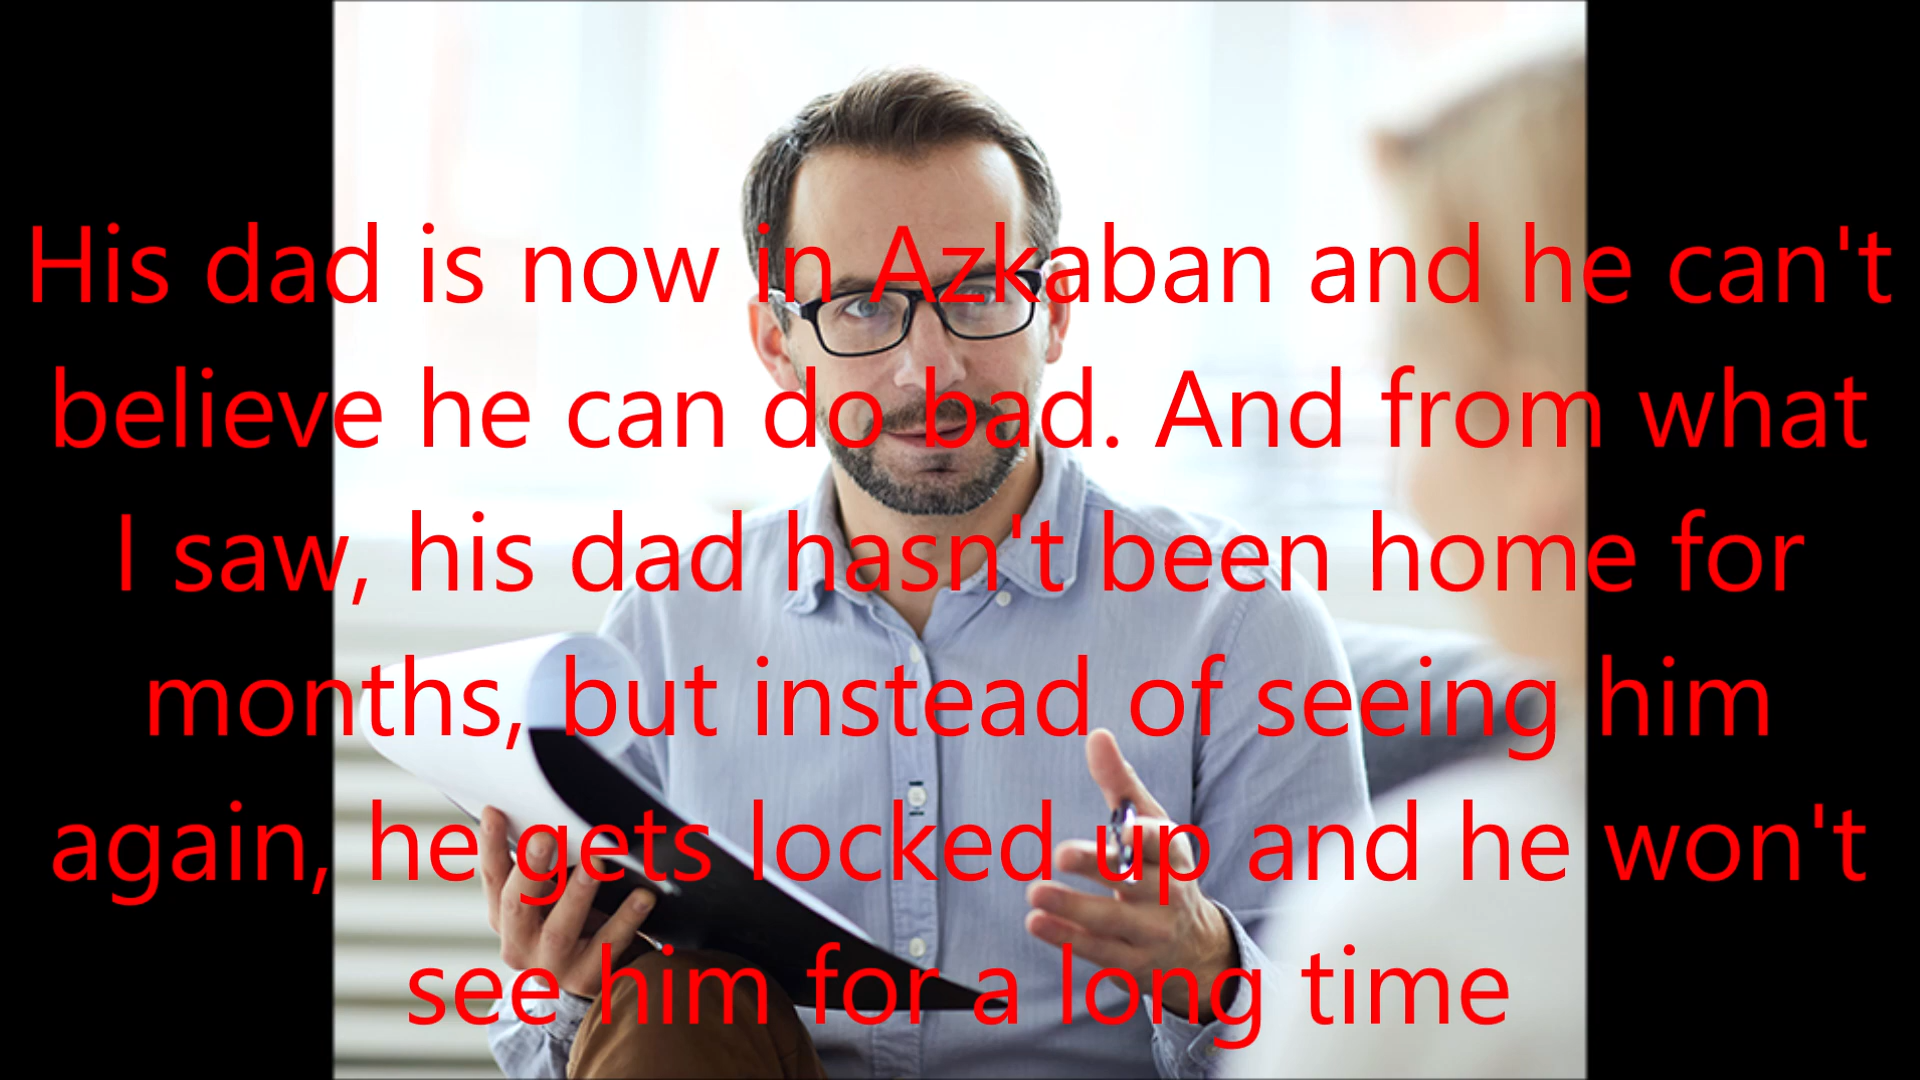 His dad is now in Azkaban and he can't
believe he can do bad. And from what
I saw, his dad hasn't been home for
months, but instead of seeing him
again, he gets locked up and he won't
see him for a long time